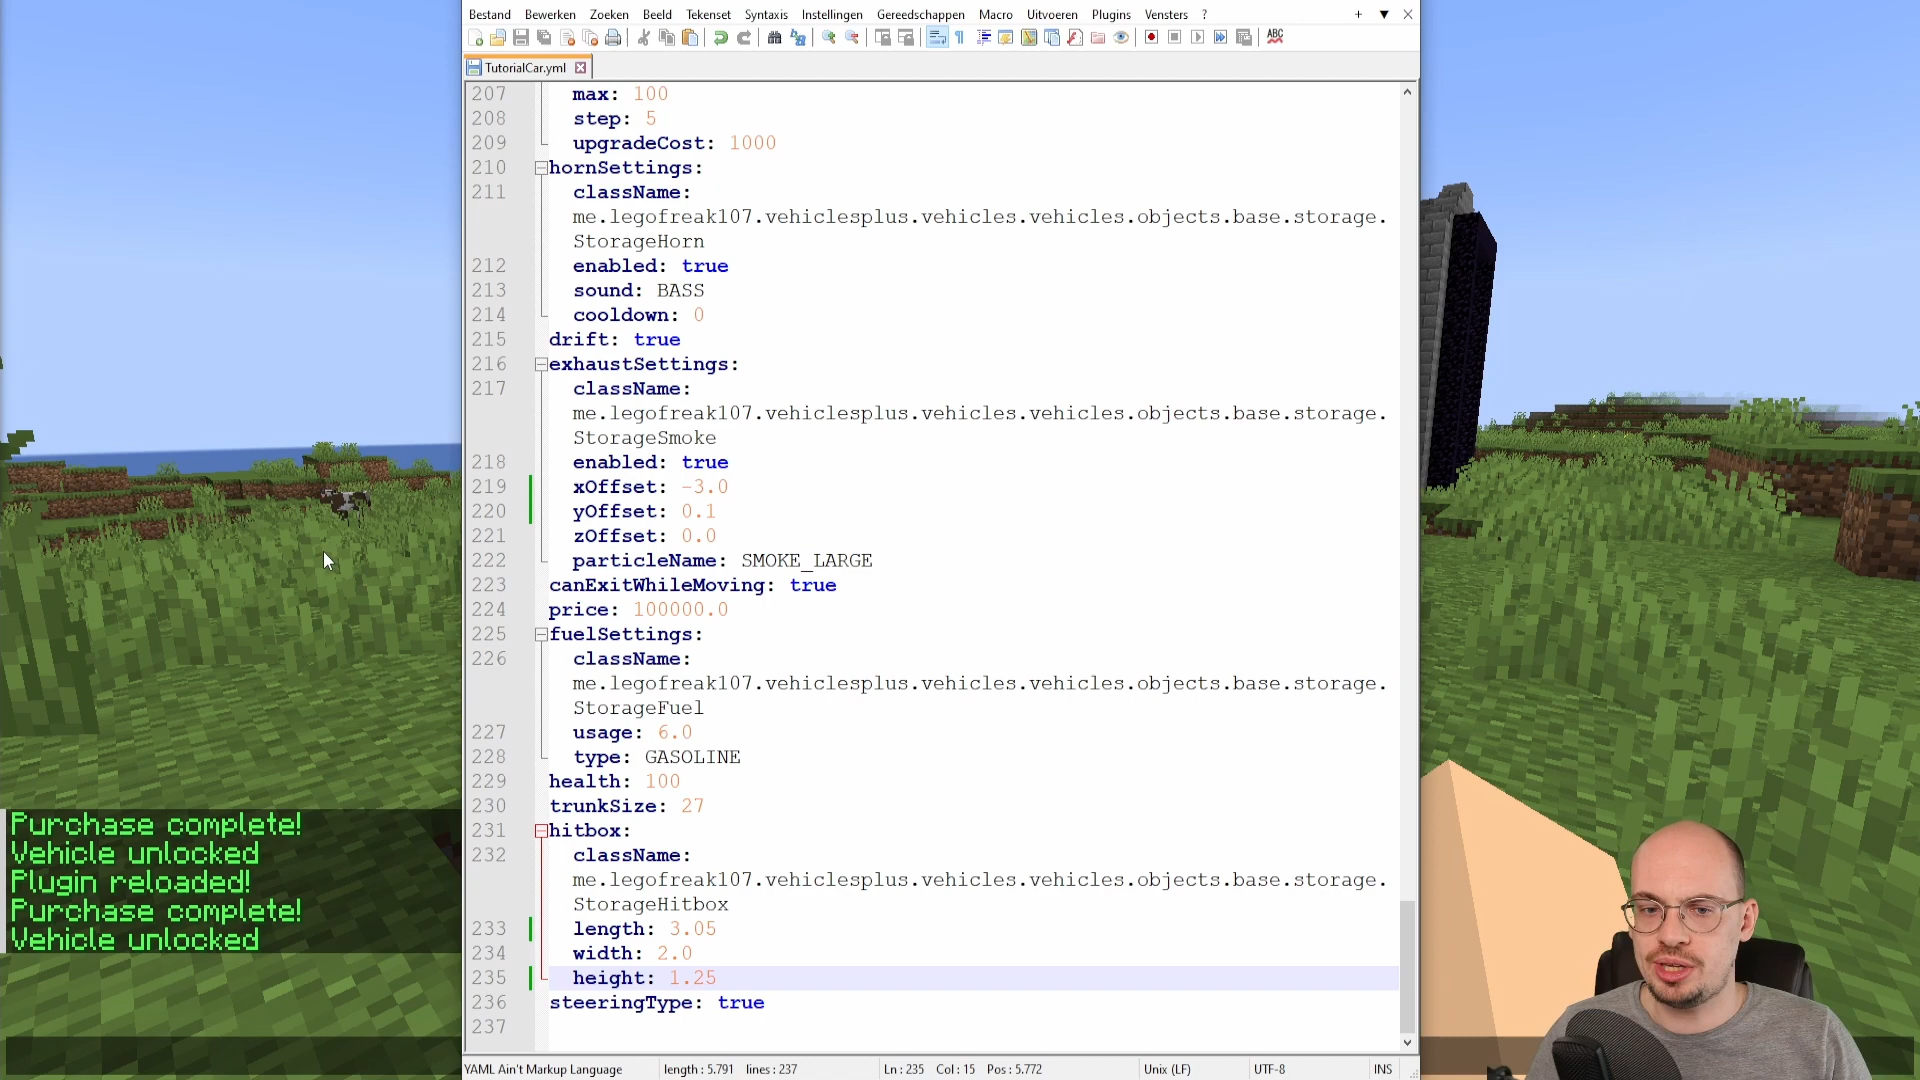 Bestand Bewerken Zoeken Beeld Tekenset Syntaxis Instellingen Gereedschappen Macro Uitvoeren Plugins Vensters ?
TutorialCar.yml
207 max: 100
208 step: 5
209 upgradeCost: 1000
210 hornSettings:
211 className:
me.legofreak107.vehiclesplus.vehicles.vehicles.objects.base.storage.
StorageHorn
212 enabled: true
213 sound: BASS
214 cooldown: 0
215 drift: true
216 exhaustSettings:
217 className:
me.legofreak107.vehiclesplus.vehicles.vehicles.objects.base.storage.
StorageSmoke
218 enabled: true
219 xOffset: -3.0
220 yOffset: 0.1
221 zOffset: 0.0
222 particleName: SMOKE_LARGE
223 canExitWhileMoving: true
224 price: 100000.0
225 fuelSettings:
226 className:
me.legofreak107.vehiclesplus.vehicles.vehicles.objects.base.storage.
StorageFuel
227 usage: 6.0
228 type: GASOLINE
229 health: 100
230 trunkSize: 27
231 hitbox:
232 className:
me.legofreak107.vehiclesplus.vehicles.vehicles.objects.base.storage.
StorageHitbox
233 length: 3.05
234 width: 2.0
235 height: 1.25
236 steeringType: true
237
YAML Ain't Markup Language length : 5.791 lines : 237 Ln : 235 Col : 15 Pos : 5.772 Unix (LF) UTF-8 INS
Purchase complete!
Vehicle unlocked
Plugin reloaded!
Purchase complete!
Vehicle unlocked
ABC